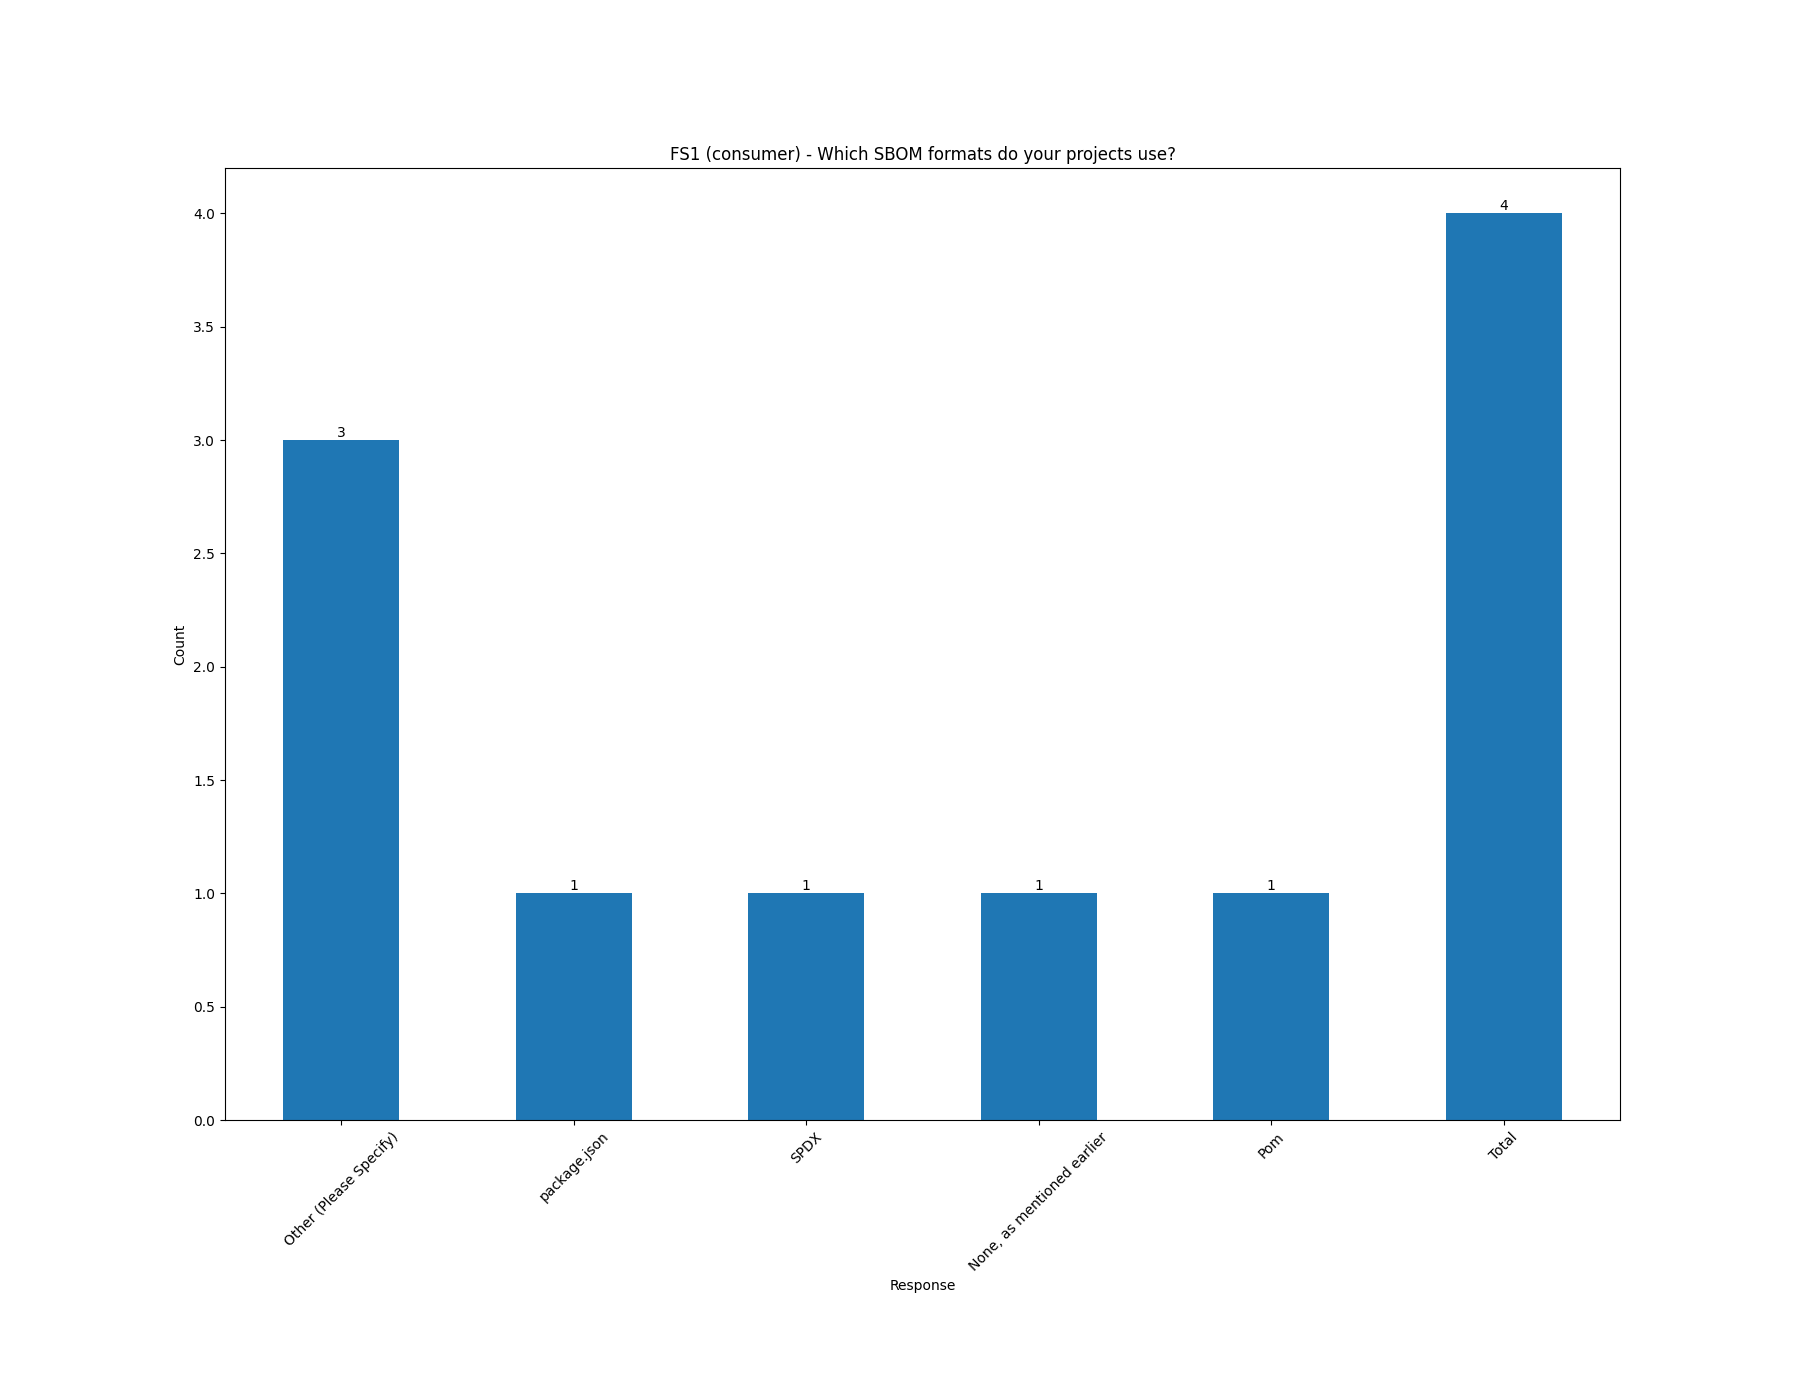 FS1 (consumer) - Which SBOM formats do your projects use?
4.0
3.5
3.0
2.5
2.0
1.5
1.0
0.5
0.0
Count
3
1
1
1
1
4
Other (Please Specify)
package.json
SPDX
None, as mentioned earlier
Pom
Total
Response